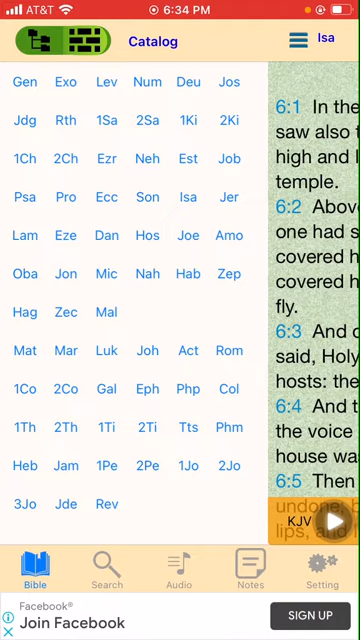 AT&T 6:34 PM
Catalog
Isa
Gen Exo Lev Num Deu Jos
Jdg Rth 1Sa 2Sa 1Ki 2Ki
1Ch 2Ch Ezr Neh Est Job
Psa Pro Ecc Son Isa Jer
Lam Eze Dan Hos Joe Amo
Oba Jon Mic Nah Hab Zep
Hag Zec Mal
Mat Mar Luk Joh Act Rom
1Co 2Co Gal Eph Php Col
1Th 2Th 1Ti 2Ti Tts Phm
Heb Jam 1Pe 2Pe 1Jo 2Jo
3Jo Jde Rev
6:1 In the
saw also t
high and l
temple.
6:2 Abov
one had s
covered h
covered h
fly.
6:3 And o
said, Holy
hosts: the
6:4 And t
the voice
house wa
6:5 Then
undone; b
lips, and I
KJV
Bible Search Audio Notes Setting
Facebook®
Join Facebook
SIGN UP